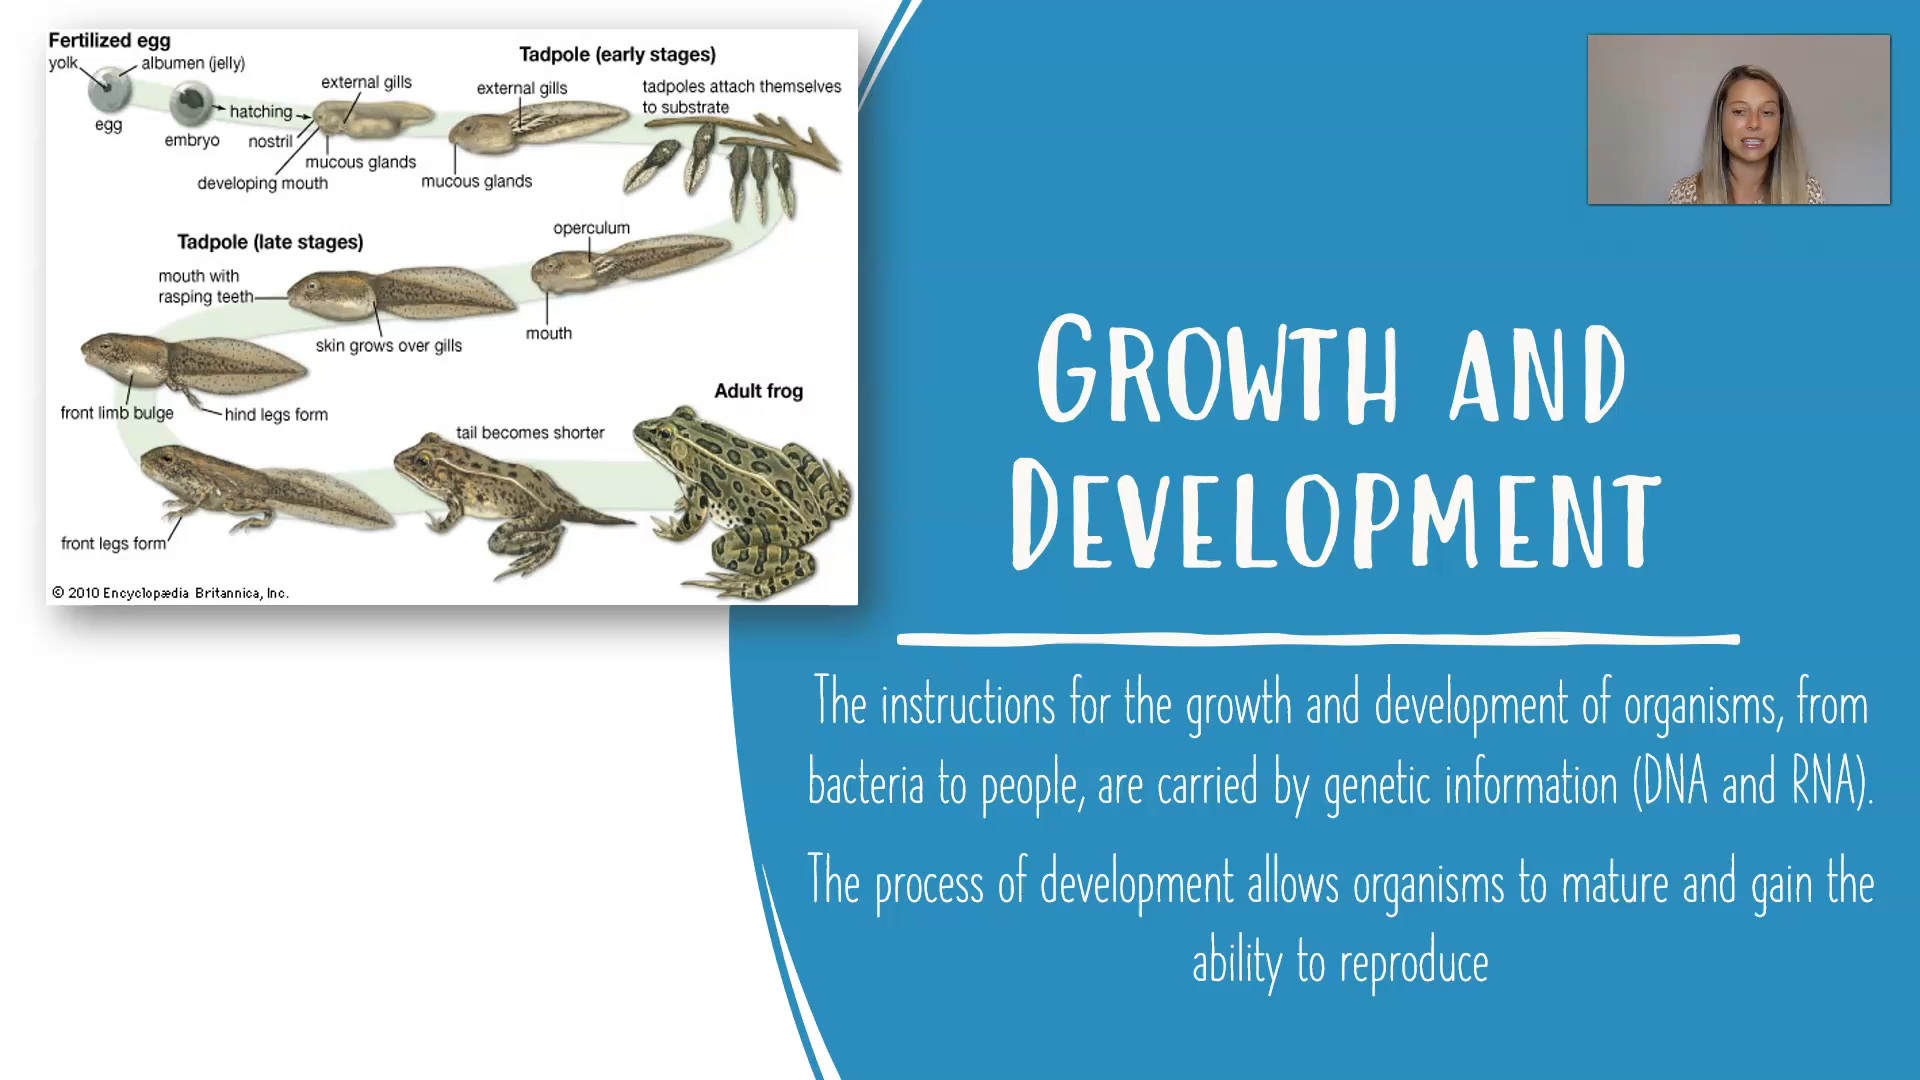 Fertilized egg
yolk
albumen (jelly)
egg
embryo
hatching
nostril
developing mouth
mucous glands
external gills
Tadpole (early stages)
external gills
mucous glands
tadpoles attach themselves
to substrate
Tadpole (late stages)
operculum
mouth
mouth with
rasping teeth
skin grows over gills
front limb bulge
hind legs form
front legs form
tail becomes shorter
Adult frog
© 2010 Encyclopædia Britannica, Inc.
GROWTH AND
DEVELOPMENT
The instructions for the growth and development of organisms, from
bacteria to people, are carried by genetic information (DNA and RNA).
The process of development allows organisms to mature and gain the
ability to reproduce